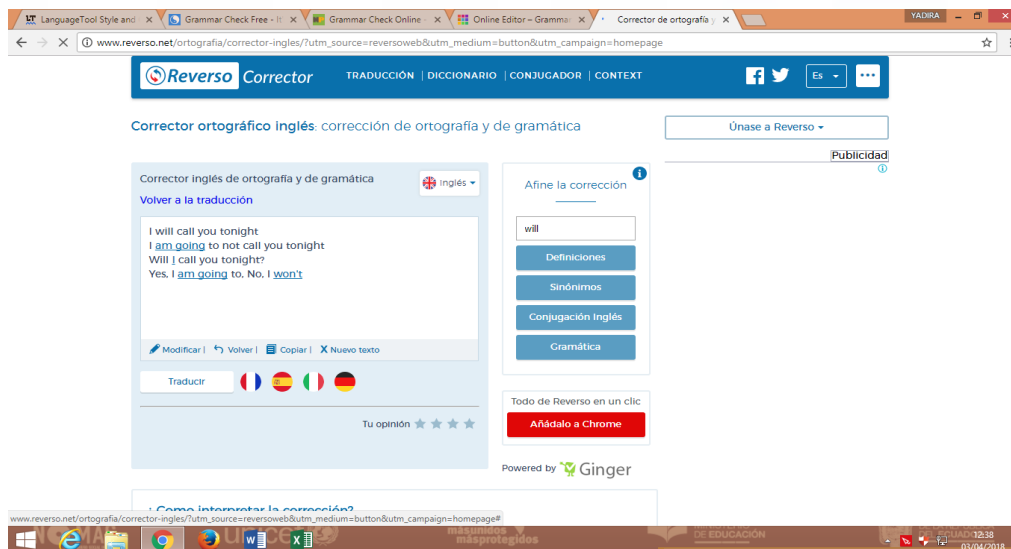 LanguageTool Style and
Grammar Check Free - It
Grammar Check Online -
Online Editor – Grammar
Corrector de ortografía y
YADIRA
www.reverso.net/ortografia/corrector-ingles/?utm_source=reversoweb&utm_medium=button&utm_campaign=homepage
Reverso Corrector
TRADUCCIÓN | DICCIONARIO | CONJUGADOR | CONTEXT
Es
Corrector ortográfico inglés: corrección de ortografía y de gramática
Únase a Reverso
Publicidad
Corrector inglés de ortografía y de gramática
Inglés
Volver a la traducción
Afine la corrección
I will call you tonight
I am going to not call you tonight
Will I call you tonight?
Yes, I am going to, No, I won't
will
Definiciones
Sinónimos
Conjugación Inglés
Gramática
Modificar | Volver | Copiar | X Nuevo texto
Traducir
Todo de Reverso en un clic
Tu opinión
Añádalo a Chrome
Powered by Ginger
¿Como interpretar la corrección?
www.reverso.net/ortografia/corrector-ingles/?utm_source=reversoweb&utm_medium=button&utm_campaign=homepage#
másunidos
másprotegidos
DE EDUCACIÓN
12:38
03/04/2018